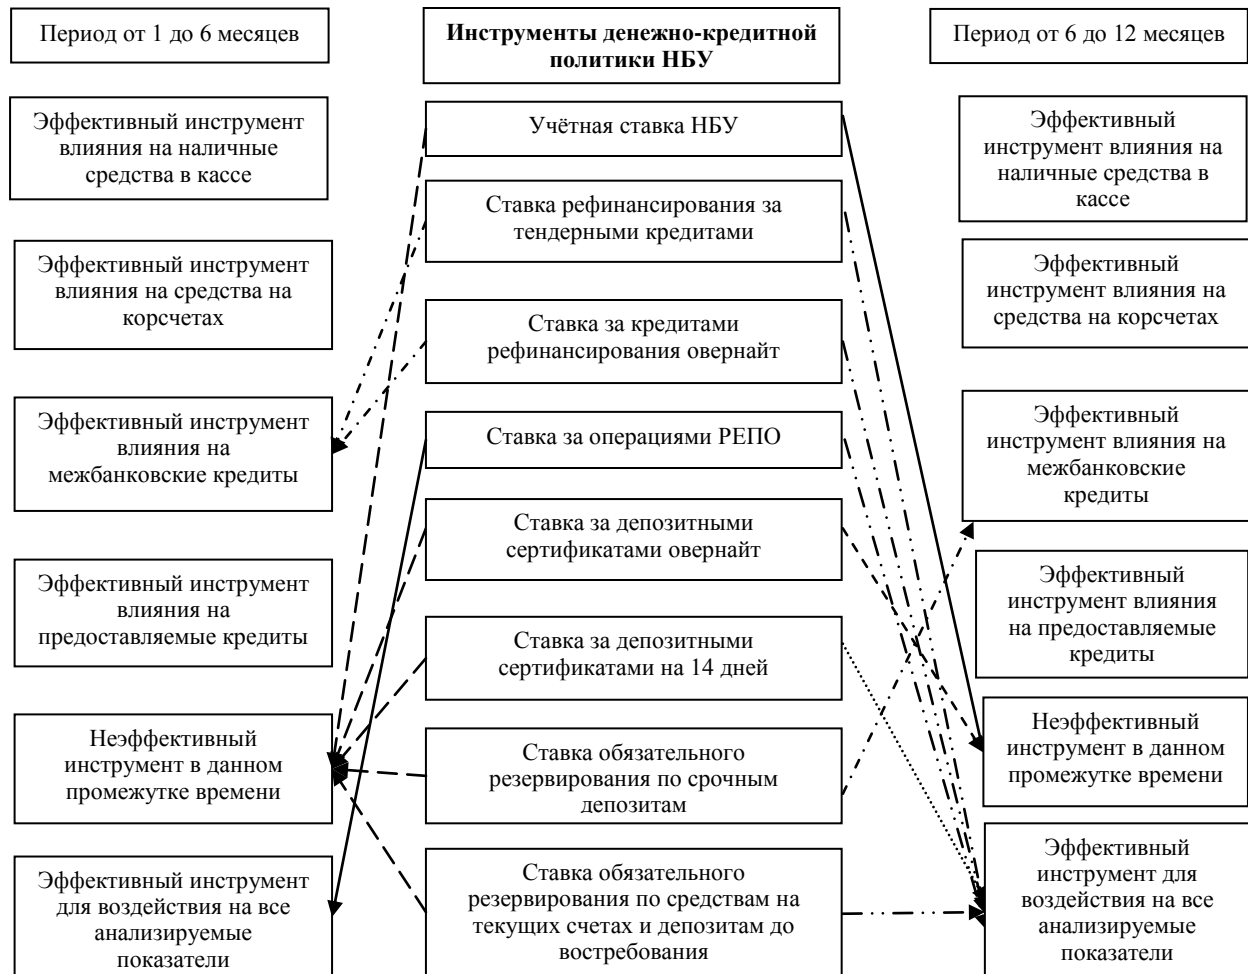 Период от 1 до 6 месяцев
Инструменты денежно-кредитной
политики НБУ
Период от 6 до 12 месяцев
Эффективный инструмент
влияния на наличные
средства в кассе
Эффективный инструмент
влияния на средства на
корсчетах
Эффективный инструмент
влияния на
межбанковские кредиты
Эффективный инструмент
влияния на
предоставляемые кредиты
Неэффективный
инструмент в данном
промежутке времени
Эффективный инструмент
для воздействия на все
анализируемые
показатели
Учётная ставка НБУ
Ставка рефинансирования за
тендерными кредитами
Ставка за кредитами
рефинансирования овернайт
Ставка за операциями РЕПО
Ставка за депозитными
сертификатами овернайт
Ставка за депозитными
сертификатами на 14 дней
Ставка обязательного
резервирования по срочным
депозитам
Ставка обязательного
резервирования по средствам на
текущих счетах и депозитам до
востребования
Эффективный
инструмент влияния на
наличные средства в
кассе
Эффективный
инструмент влияния на
средства на корсчетах
Эффективный
инструмент влияния на
межбанковские
кредиты
Эффективный
инструмент влияния
на предоставляемые
кредиты
Неэффективный
инструмент в данном
промежутке времени
Эффективный
инструмент для
воздействия на все
анализируемые
показатели